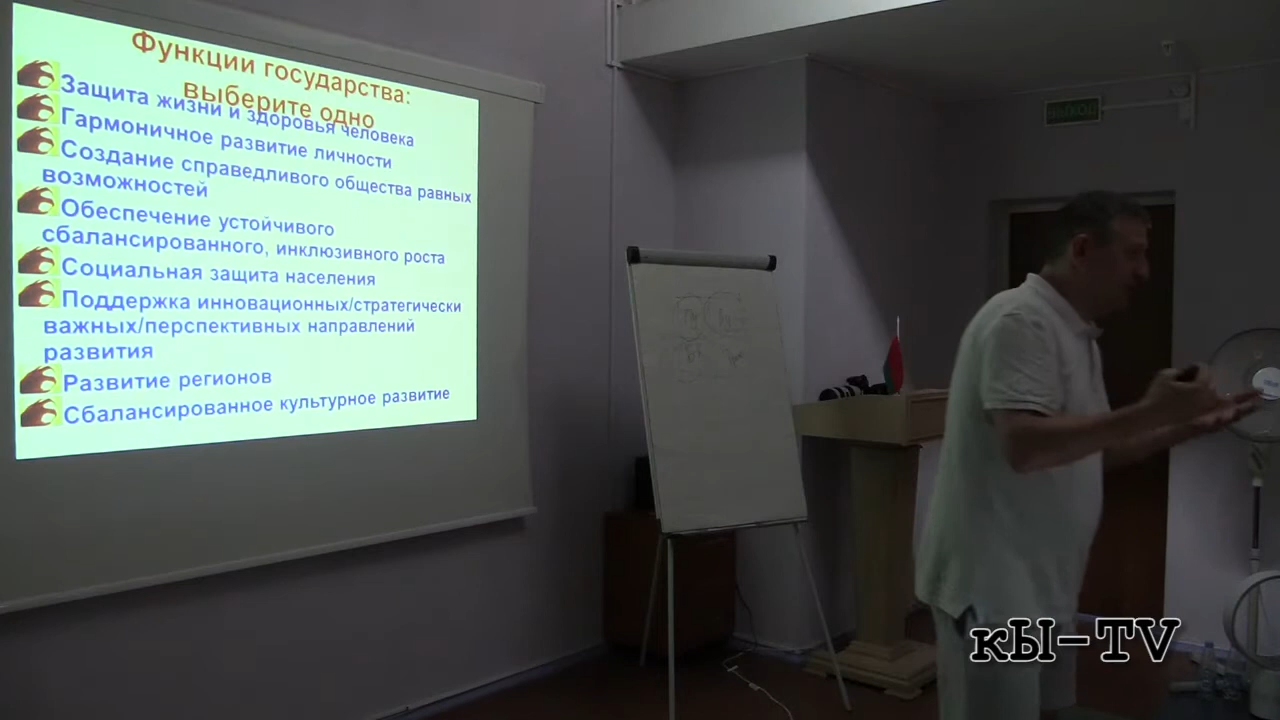 Функции государства:
выберите одно
Защита жизни и здоровья человека
Гармоничное развитие личности
Создание справедливого общества равных
возможностей
Обеспечение устойчивого
сбалансированного, инклюзивного роста
Социальная защита населения
Поддержка инновационных/стратегически
важных/перспективных направлений
развития
Развитие регионов
Сбалансированное культурное развитие
ВЫХОД
кЫ-TV